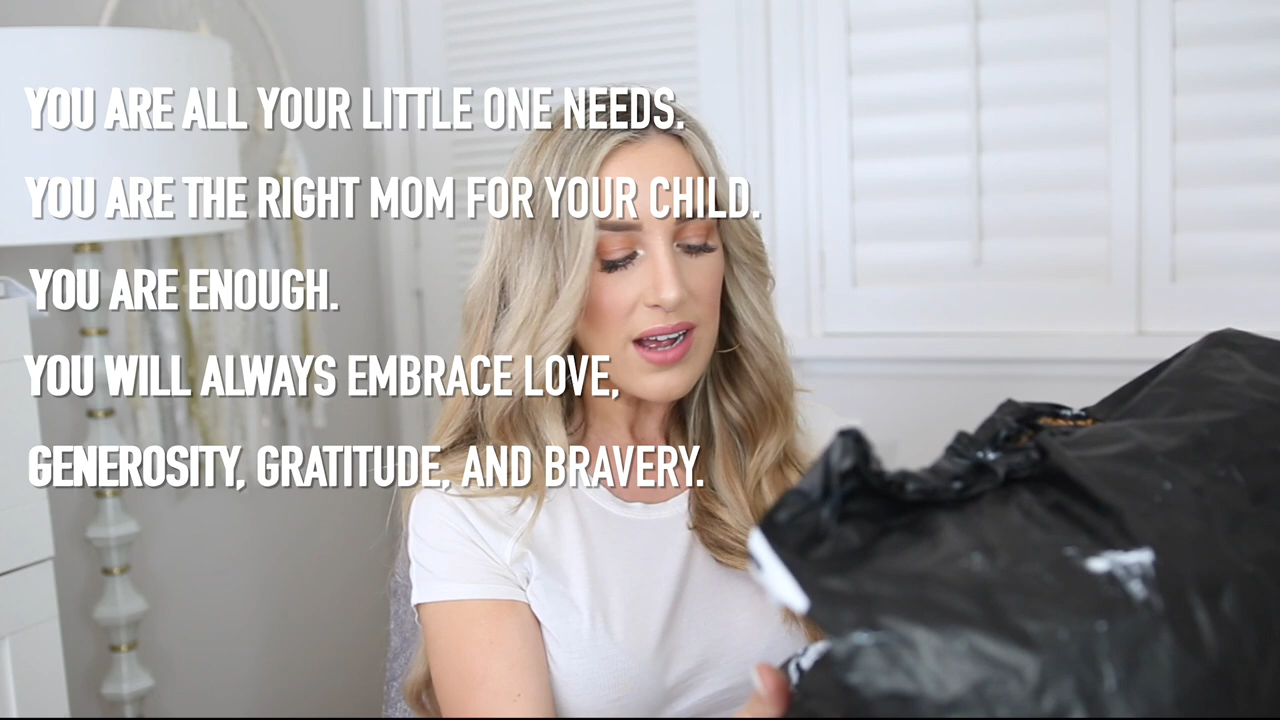 YOU ARE ALL YOUR LITTLE ONE NEEDS.
YOU ARE THE RIGHT MOM FOR YOUR CHILD.
YOU ARE ENOUGH.
YOU WILL ALWAYS EMBRACE LOVE,
GENEROSITY, GRATITUDE, AND BRAVERY.